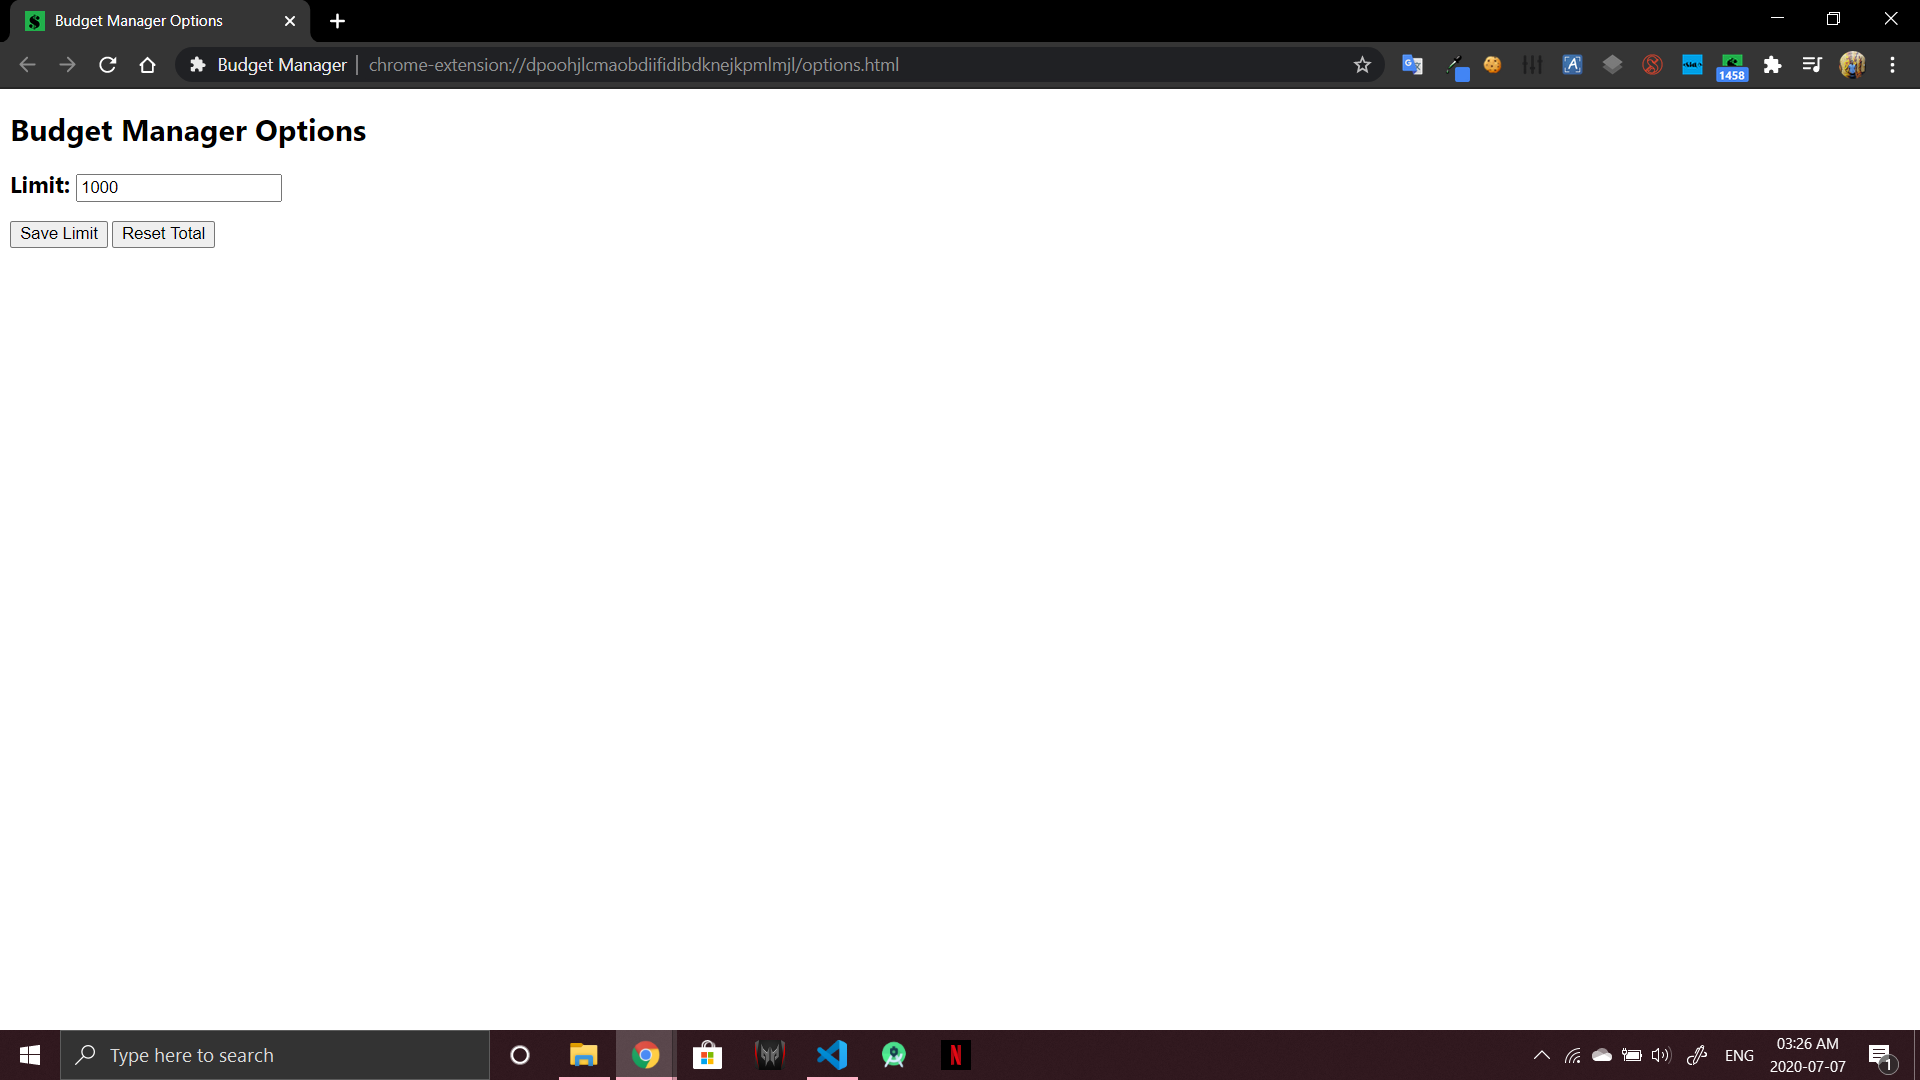 Budget Manager Options
Budget Manager | chrome-extension://dpoohjlcmaobdiifidibdknejkpmlmjl/options.html
1458
Budget Manager Options
Limit: 1000
Save Limit Reset Total
Type here to search
ENG
03:26 AM
2020-07-07
1